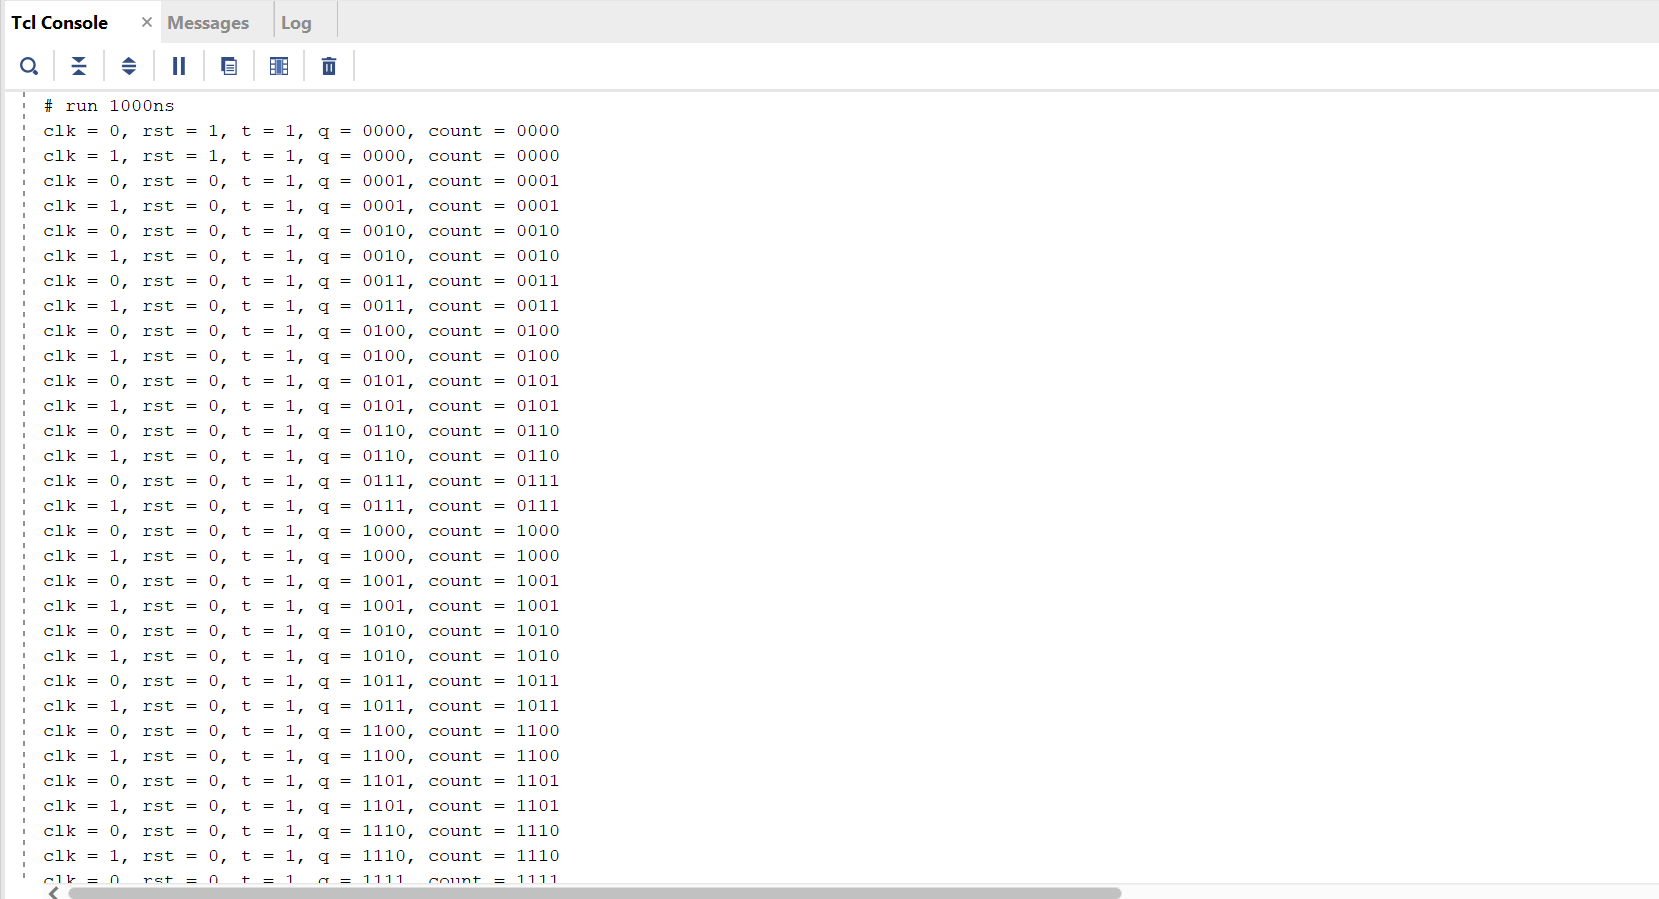 Tcl Console × Messages Log
# run 1000ns
clk = 0, rst = 1, t = 1, q = 0000, count = 0000
clk = 1, rst = 1, t = 1, q = 0000, count = 0000
clk = 0, rst = 0, t = 1, q = 0001, count = 0001
clk = 1, rst = 0, t = 1, q = 0001, count = 0001
clk = 0, rst = 0, t = 1, q = 0010, count = 0010
clk = 1, rst = 0, t = 1, q = 0010, count = 0010
clk = 0, rst = 0, t = 1, q = 0011, count = 0011
clk = 1, rst = 0, t = 1, q = 0011, count = 0011
clk = 0, rst = 0, t = 1, q = 0100, count = 0100
clk = 1, rst = 0, t = 1, q = 0100, count = 0100
clk = 0, rst = 0, t = 1, q = 0101, count = 0101
clk = 1, rst = 0, t = 1, q = 0101, count = 0101
clk = 0, rst = 0, t = 1, q = 0110, count = 0110
clk = 1, rst = 0, t = 1, q = 0110, count = 0110
clk = 0, rst = 0, t = 1, q = 0111, count = 0111
clk = 1, rst = 0, t = 1, q = 0111, count = 0111
clk = 0, rst = 0, t = 1, q = 1000, count = 1000
clk = 1, rst = 0, t = 1, q = 1000, count = 1000
clk = 0, rst = 0, t = 1, q = 1001, count = 1001
clk = 1, rst = 0, t = 1, q = 1001, count = 1001
clk = 0, rst = 0, t = 1, q = 1010, count = 1010
clk = 1, rst = 0, t = 1, q = 1010, count = 1010
clk = 0, rst = 0, t = 1, q = 1011, count = 1011
clk = 1, rst = 0, t = 1, q = 1011, count = 1011
clk = 0, rst = 0, t = 1, q = 1100, count = 1100
clk = 1, rst = 0, t = 1, q = 1100, count = 1100
clk = 0, rst = 0, t = 1, q = 1101, count = 1101
clk = 1, rst = 0, t = 1, q = 1101, count = 1101
clk = 0, rst = 0, t = 1, q = 1110, count = 1110
clk = 1, rst = 0, t = 1, q = 1110, count = 1110
clk = 0, rst = 0, t = 1, q = 1111, count = 1111